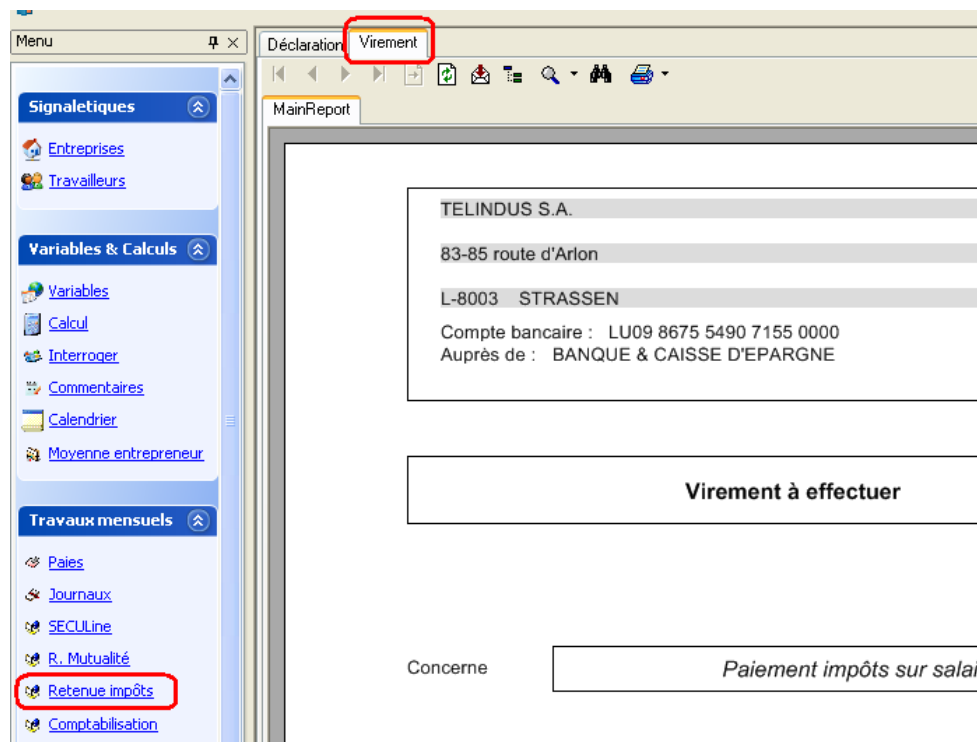 Menu
Signaletiques
Entreprises
Travailleurs
Variables & Calculs
Variables
Calcul
Interroger
Commentaires
Calendrier
Moyenne entrepreneur
Travaux mensuels
Paies
Journaux
SECULine
R. Mutualité
Retenue impôts
Comptabilisation
Déclaration Virement
MainReport
TELINDUS S.A.
83-85 route d'Arlon
L-8003 STRASSEN
Compte bancaire : LU09 8675 5490 7155 0000
Auprès de : BANQUE & CAISSE D'EPARGNE
Virement à effectuer
Concerne Paiement impôts sur salai